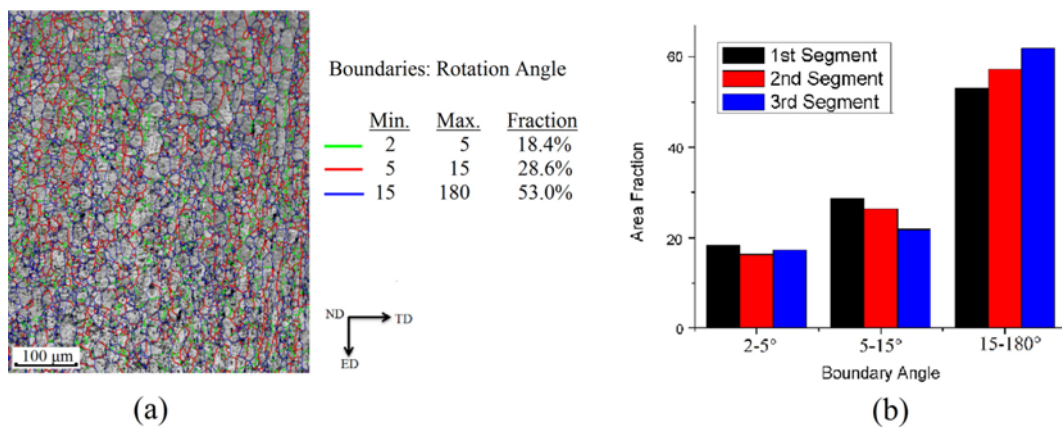 Boundaries: Rotation Angle
Min. Max. Fraction
2 5 18.4%
5 15 28.6%
15 180 53.0%
ND TD
ED
100 μm
(a)
1st Segment
2nd Segment
3rd Segment
Area Fraction
60
40
20
0
2-5° 5-15° 15-180°
Boundary Angle
(b)